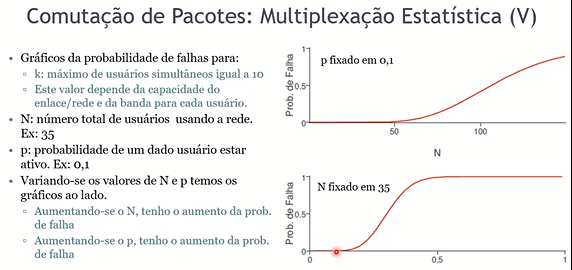 Comutação de Pacotes: Multiplexação Estatística (V)
• Gráficos da probabilidade de falhas para:
▫ k: máximo de usuários simultâneos igual a 10
▫ Este valor depende da capacidade do
enlace/rede e da banda para cada usuário.
• N: número total de usuários usando a rede.
Ex: 35
• p: probabilidade de um dado usuário estar
ativo. Ex: 0,1
• Variando-se os valores de N e p temos os
gráficos ao lado.
▫ Aumentando-se o N, tenho o aumento da prob.
de falha
▫ Aumentando-se o p, tenho o aumento da prob.
de falha
Prob. de Falha
1
0.5
0
p fixado em 0,1
50
100
N
Prob. de Falha
1
0.5
0
N fixado em 35
0
0.5
1